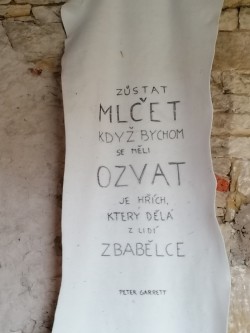 ZŮSTAT
MLČET
KDYŽ BYCHOM
SE MĚLI
OZVAT
JE HŘÍCH,
KTERÝ DĚLÁ
Z LIDÍ
ZBABĚLCE
PETER GARRETT